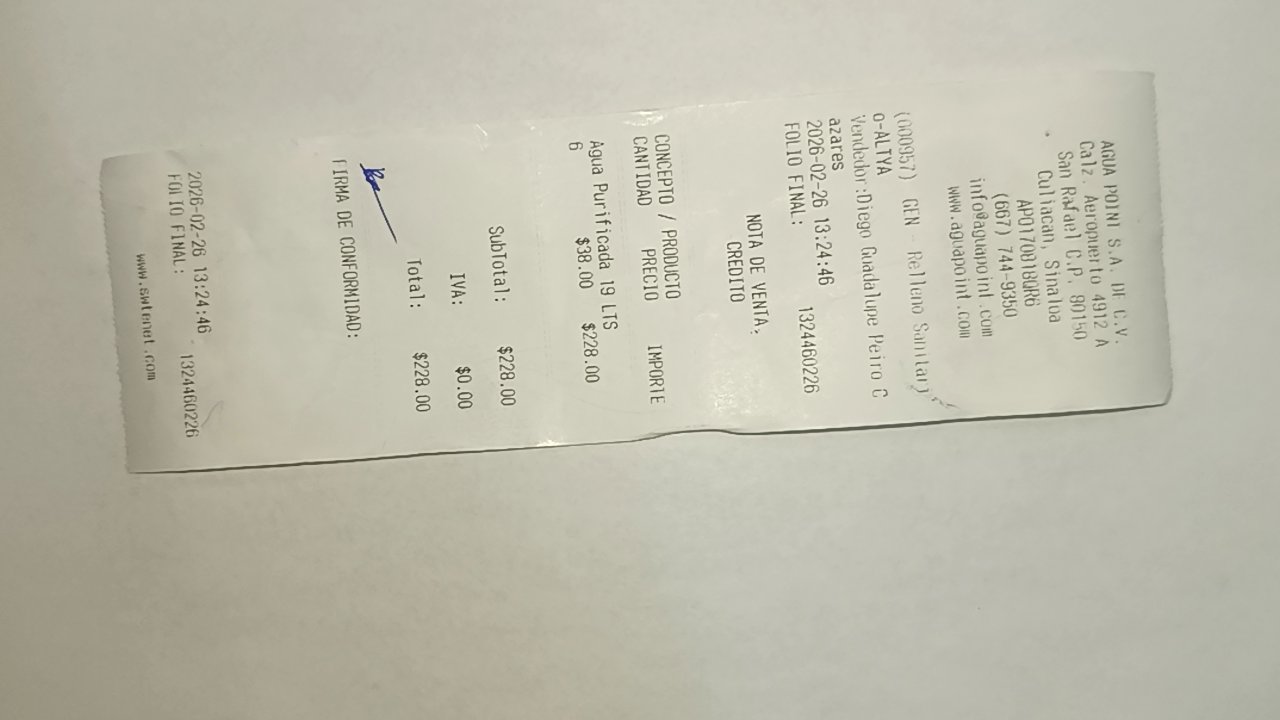 AGUA POINT S.A. DE C.V.
Calz. Aeropuerto 4912 A
San Rafael C.P. 80150
Culiacan, Sinaloa
APO170818QR6
(667) 744-9350
info@aguapoint.com
www.aguapoint.com
(000957) GEN - Relleno Sanitari
o-ALTYA
Vendedor:Diego Guadalupe Peiro C
azares
2026-02-26 13:24:46
FOLIO FINAL: 1324460226
NOTA DE VENTA:
CREDITO
CONCEPTO / PRODUCTO
CANTIDAD PRECIO IMPORTE
Agua Purificada 19 LTS
6 $38.00 $228.00
SubTotal: $228.00
IVA: $0.00
Total: $228.00
FIRMA DE CONFORMIDAD:
2026-02-26 13:24:46
FOLIO FINAL: 1324460226
www.swtenet.com